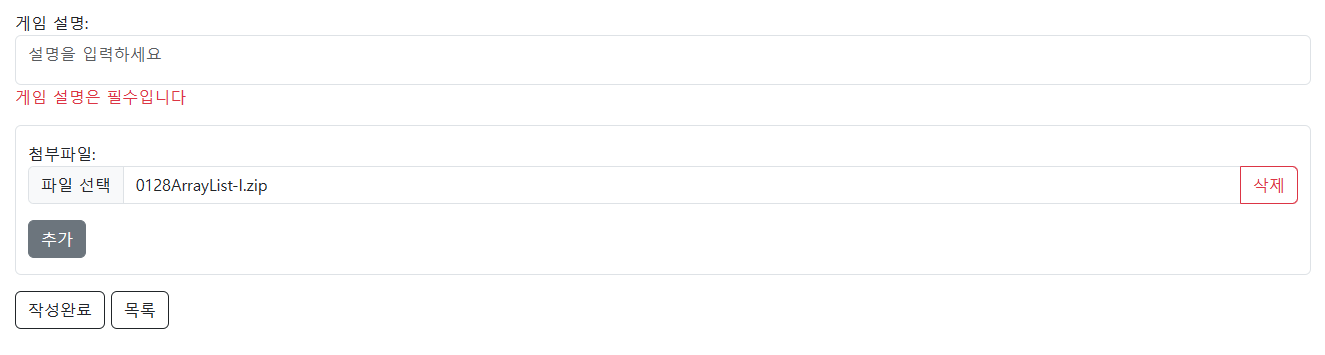 게임 설명:
설명을 입력하세요
게임 설명은 필수입니다
첨부파일:
파일 선택 0128ArrayList-I.zip 삭제
추가
작성완료 목록